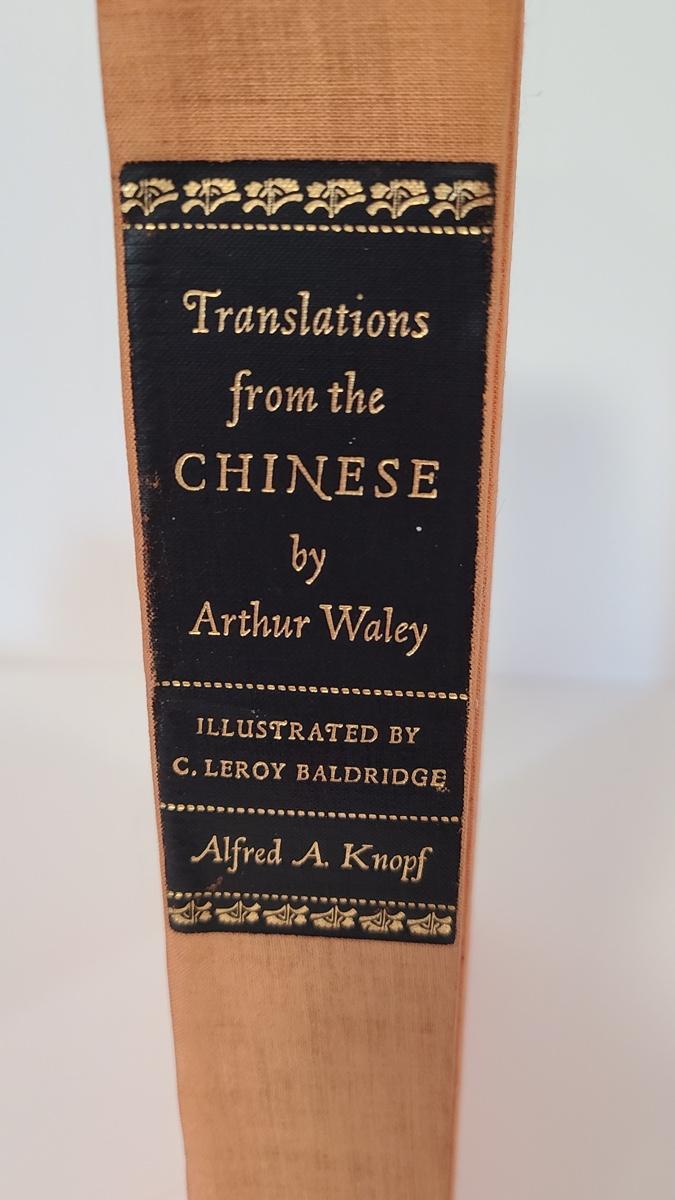 Translations
from the
CHINESE
by
Arthur Waley
ILLUSTRATED BY
C. LEROY BALDRIDGE
Alfred A. Knopf